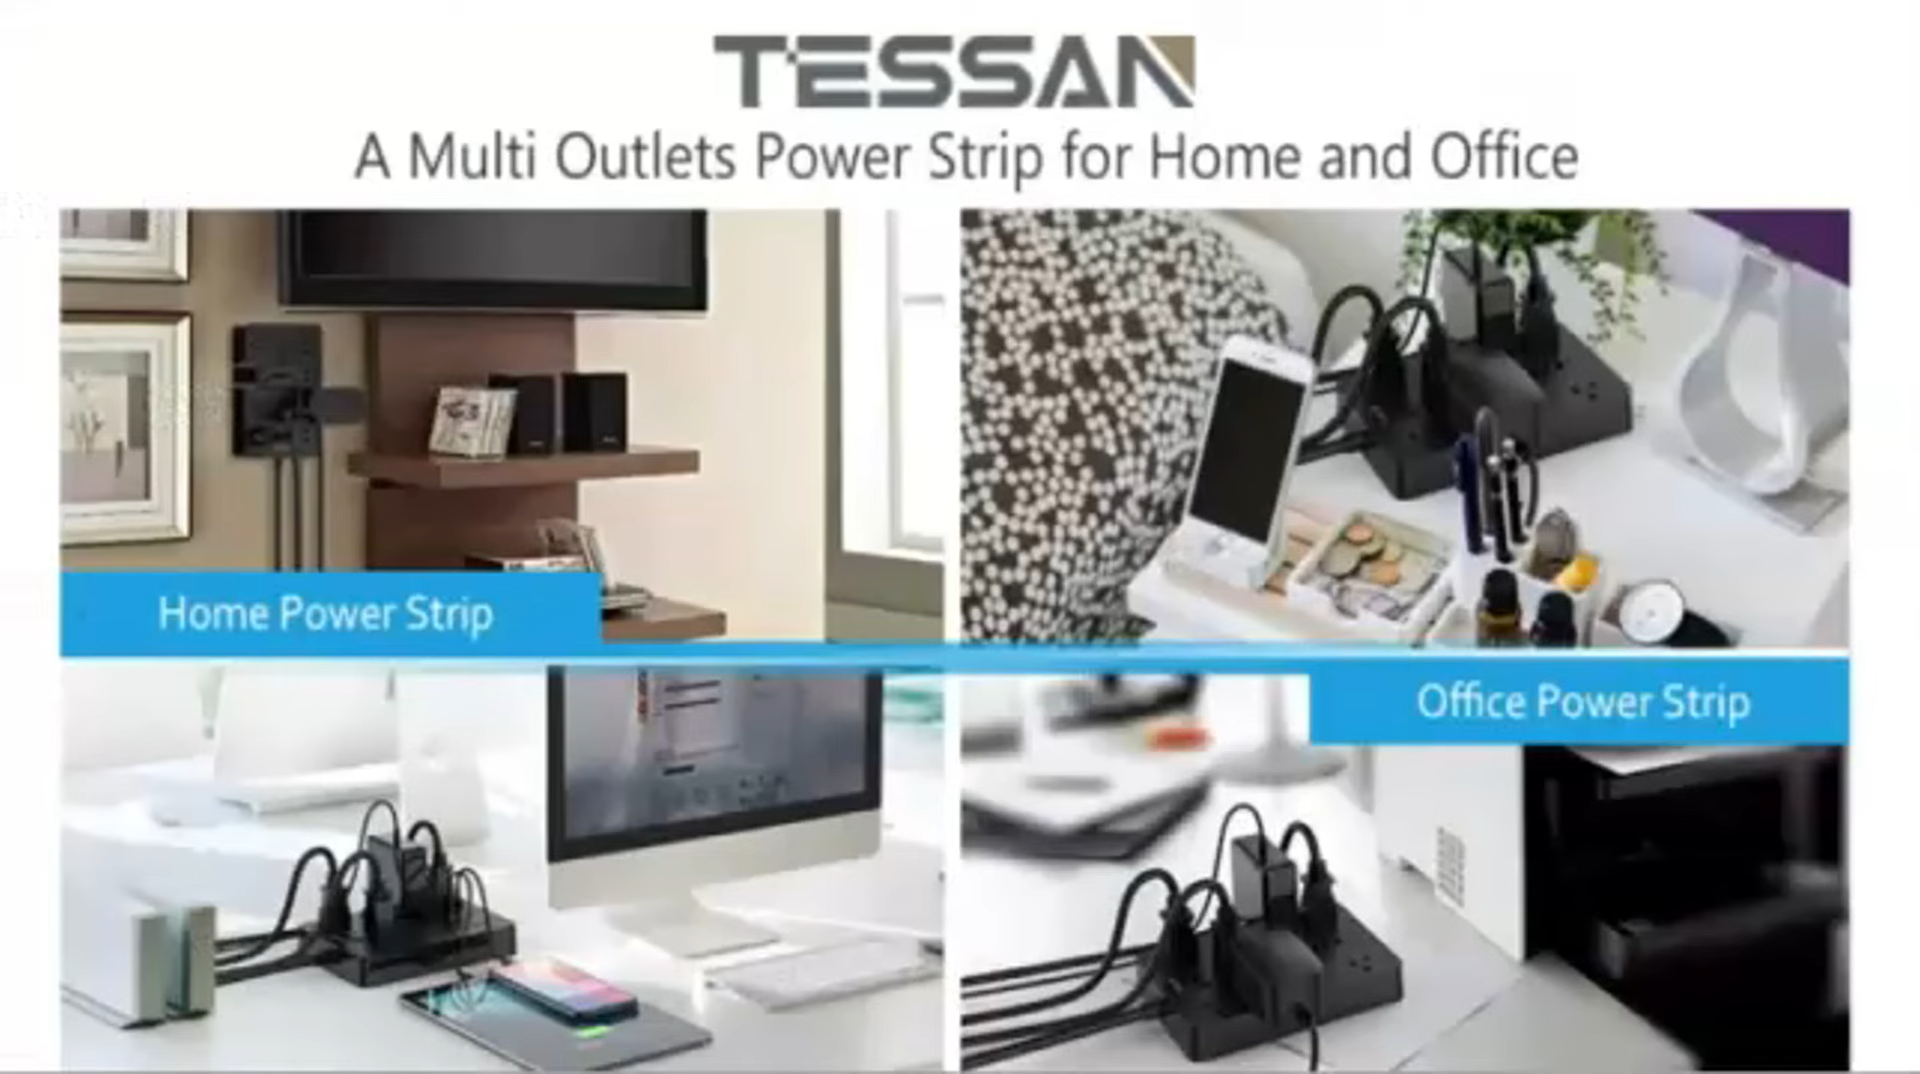 TESSAN
A Multi Outlets Power Strip for Home and Office
Home Power Strip
Office Power Strip